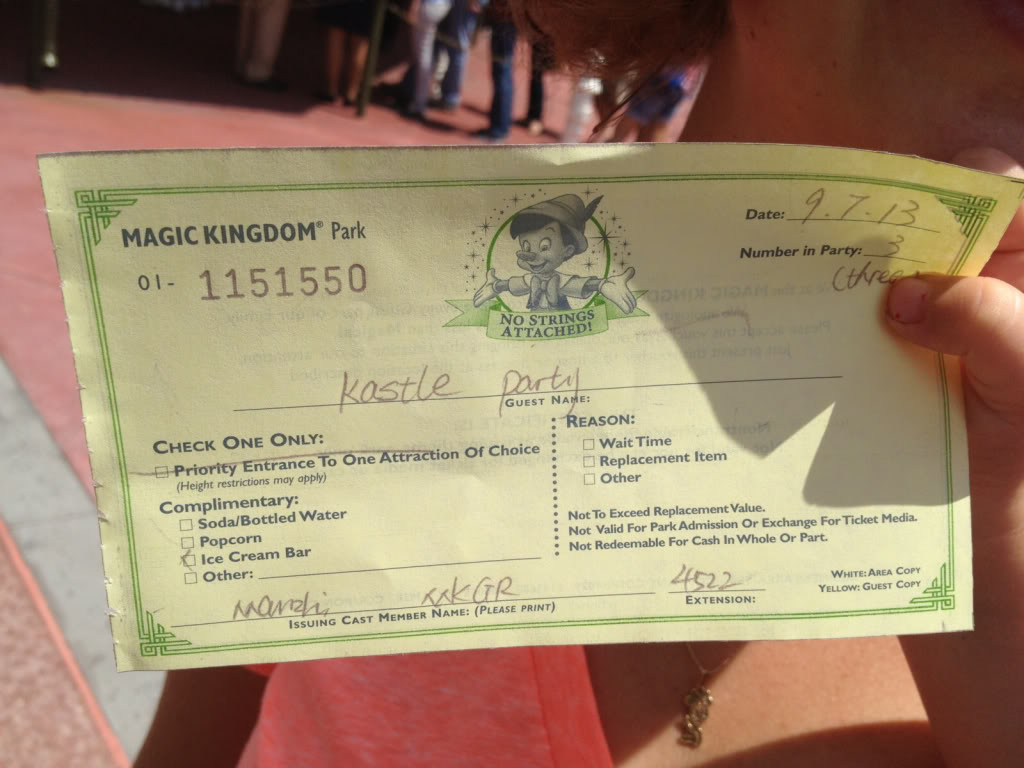 MAGIC KINGDOM® Park
01- 1151550
NO STRINGS
ATTACHED!
Date: 9.7.13
Number in Party: 3
(three
Kastle Party
GUEST NAME:
CHECK ONE ONLY:
Priority Entrance To One Attraction Of Choice
(Height restrictions may apply)
Complimentary:
Soda/Bottled Water
Popcorn
Ice Cream Bar
Other:
REASON:
Wait Time
Replacement Item
Other
Not To Exceed Replacement Value.
Not Valid For Park Admission Or Exchange For Ticket Media.
Not Redeemable For Cash In Whole Or Part.
MKGR
ISSUING CAST MEMBER NAME: (PLEASE PRINT)
4522
EXTENSION:
WHITE: AREA COPY
YELLOW: GUEST COPY